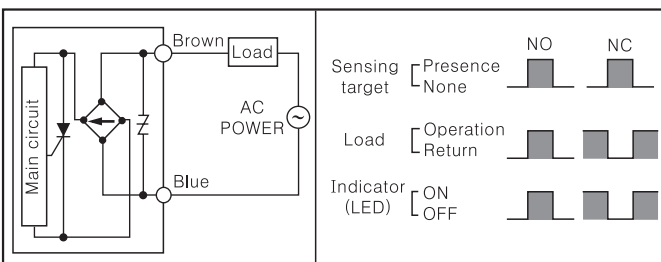 Main circuit
Brown
Load
AC
POWER
Blue
NO NC
Sensing target Presence
None
Load Operation
Return
Indicator (LED) ON
OFF